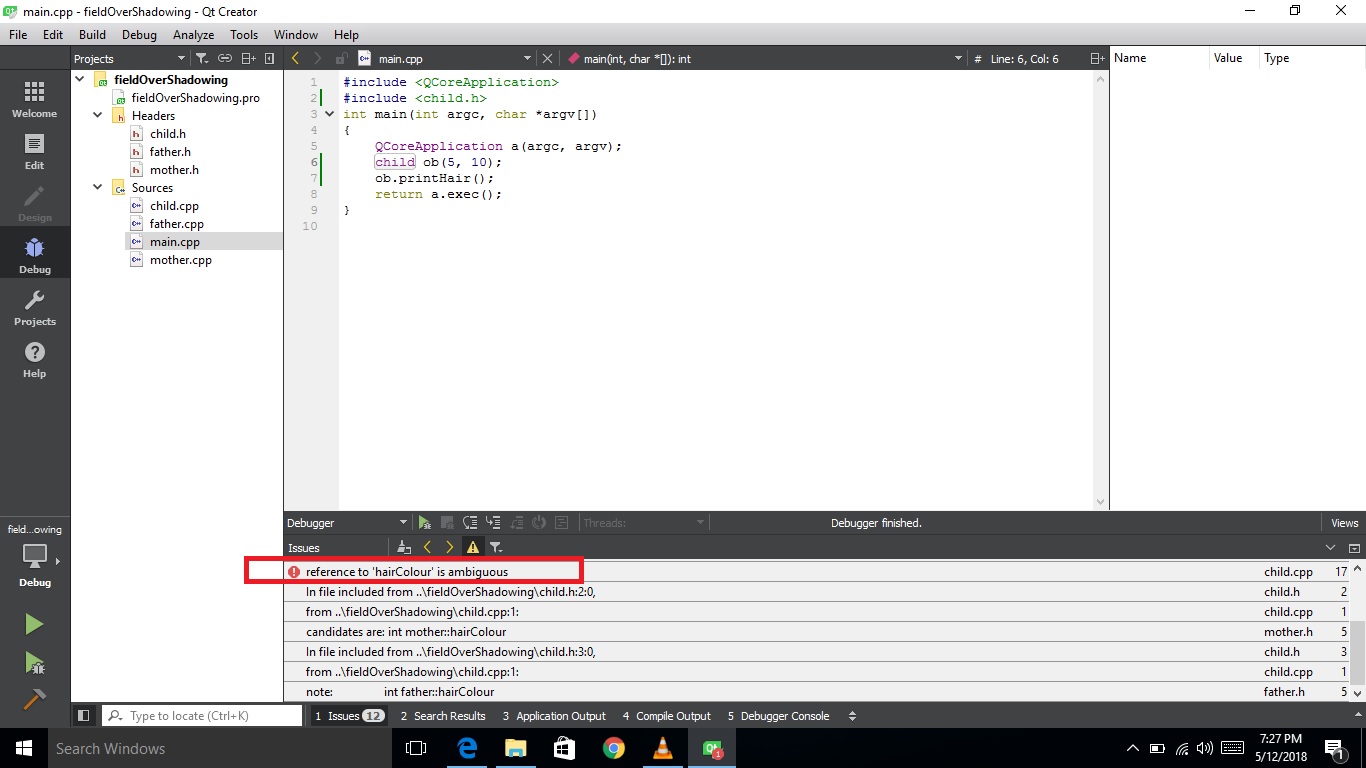 main.cpp - fieldOverShadowing - Qt Creator
File Edit Build Debug Analyze Tools Window Help
Projects
main.cpp
main(int, char *[]): int
# Line: 6, Col: 6
Name Value Type
Welcome
Edit
Design
Debug
Projects
Help
fieldOverShadowing
fieldOverShadowing.pro
Headers
child.h
father.h
mother.h
Sources
child.cpp
father.cpp
main.cpp
mother.cpp
1 #include <QCoreApplication>
2 #include <child.h>
3 int main(int argc, char *argv[])
4 {
5 QCoreApplication a(argc, argv);
6 child ob(5, 10);
7 ob.printHair();
8 return a.exec();
9 }
10
field...owing
Debug
Debugger Threads: Debugger finished. Views
Issues
reference to 'hairColour' is ambiguous child.cpp 17
In file included from ..\fieldOverShadowing\child.h:2:0, child.h 2
from ..\fieldOverShadowing\child.cpp:1: child.cpp 1
candidates are: int mother::hairColour mother.h 5
In file included from ..\fieldOverShadowing\child.h:3:0, child.h 3
from ..\fieldOverShadowing\child.cpp:1: child.cpp 1
note: int father::hairColour father.h 5
Type to locate (Ctrl+K)
1 Issues 12 2 Search Results 3 Application Output 4 Compile Output 5 Debugger Console
Search Windows
7:27 PM
5/12/2018